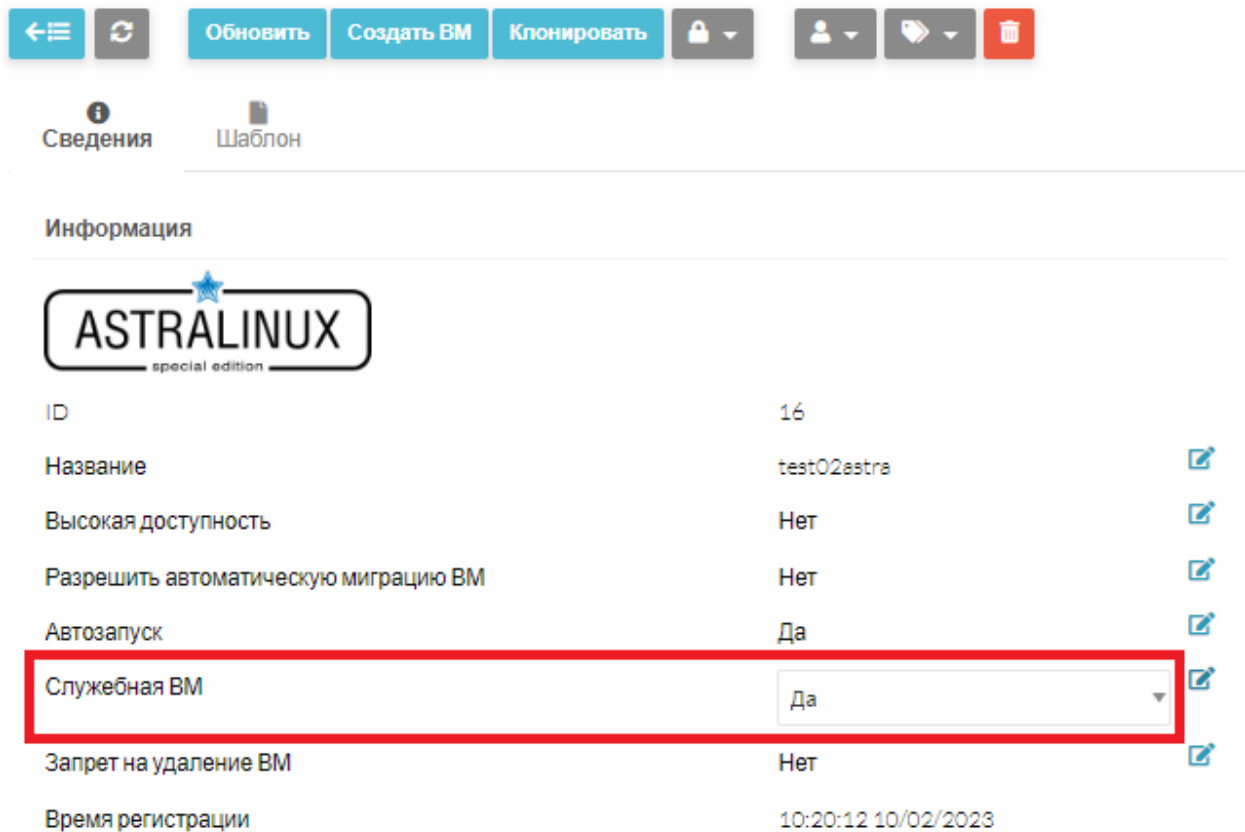 Обновить Создать ВМ Клонировать
Сведения Шаблон
Информация
ASTRALINUX
special edition
ID 16
Название test02astra
Высокая доступность Нет
Разрешить автоматическую миграцию ВМ Нет
Автозапуск Да
Служебная ВМ Да
Запрет на удаление ВМ Нет
Время регистрации 10:20:12 10/02/2023